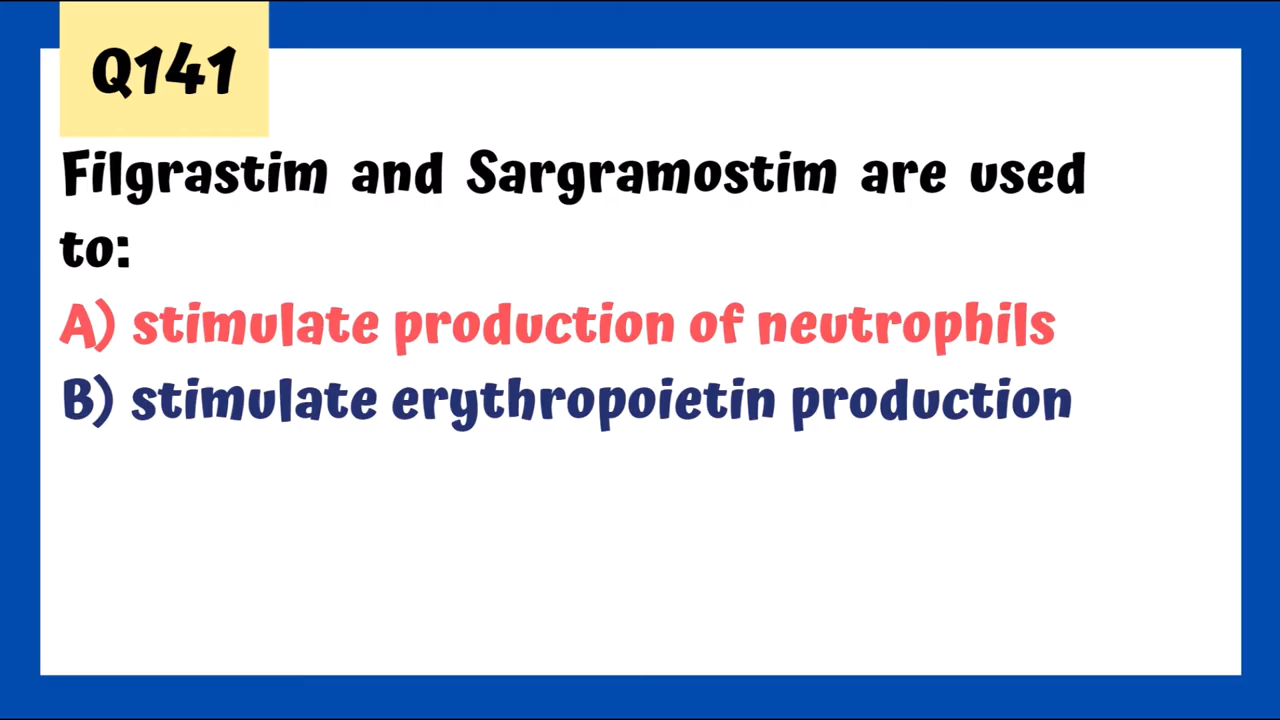 Q141
Filgrastim and Sargramostim are used
to:
A) stimulate production of neutrophils
B) stimulate erythropoietin production